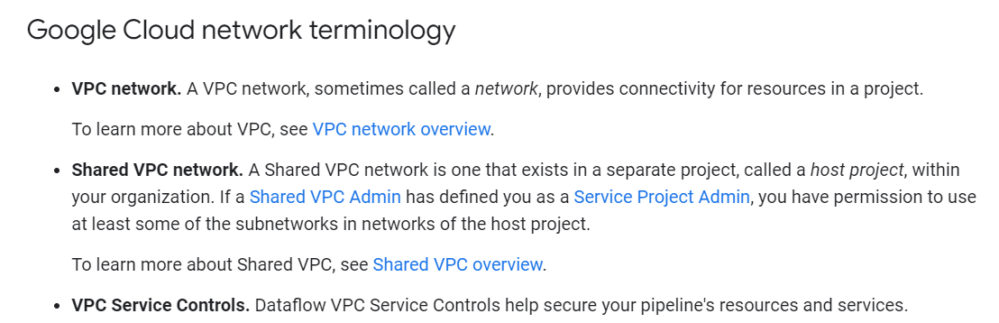 Google Cloud network terminology
• VPC network. A VPC network, sometimes called a network, provides connectivity for resources in a project.
To learn more about VPC, see VPC network overview.
• Shared VPC network. A Shared VPC network is one that exists in a separate project, called a host project, within
your organization. If a Shared VPC Admin has defined you as a Service Project Admin, you have permission to use
at least some of the subnetworks in networks of the host project.
To learn more about Shared VPC, see Shared VPC overview.
• VPC Service Controls. Dataflow VPC Service Controls help secure your pipeline's resources and services.